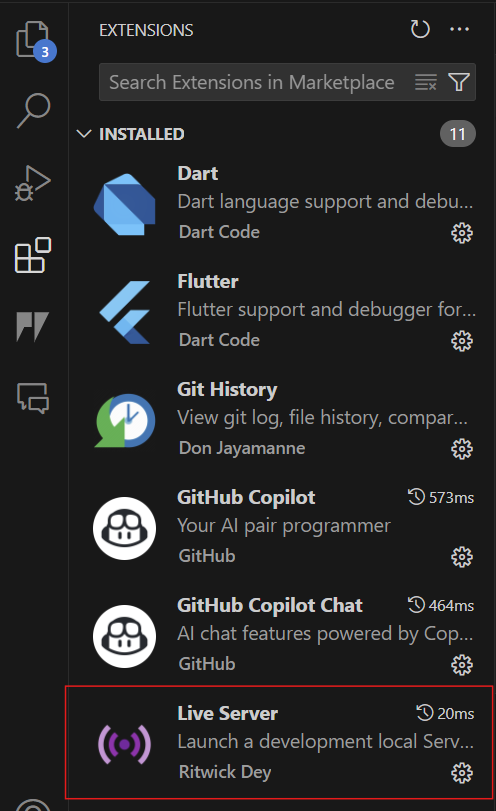 EXTENSIONS
3
Search Extensions in Marketplace
INSTALLED 11
Dart
Dart language support and debu...
Dart Code
Flutter
Flutter support and debugger for...
Dart Code
Git History
View git log, file history, compar...
Don Jayamanne
GitHub Copilot 573ms
Your AI pair programmer
GitHub
GitHub Copilot Chat 464ms
AI chat features powered by Cop...
GitHub
Live Server 20ms
Launch a development local Serv...
Ritwick Dey